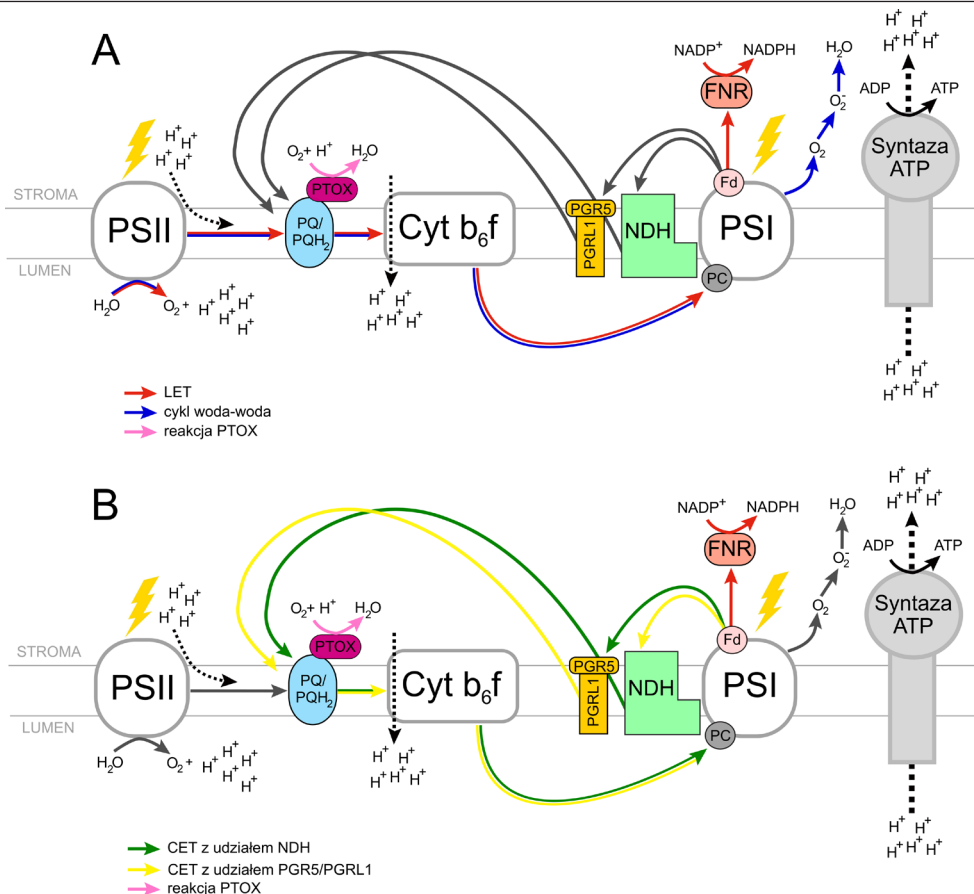 A
H⁺ H⁺ H⁺ H⁺ H⁺
NADP⁺ NADPH
H₂O
FNR
ADP ATP
O₂⁻
O₂
H⁺ H⁺ H⁺ H⁺ H⁺
O₂+ H⁺ H₂O
Syntaza
ATP
STROMA
PTOX
Fd
PSII
PQ/
PQH₂
Cyt b₆f
PGR5
PGRL1
NDH
PSI
LUMEN
PC
H₂O O₂ +
H⁺ H⁺ H⁺ H⁺ H⁺
H⁺ H⁺ H⁺ H⁺ H⁺
H⁺ H⁺ H⁺ H⁺ H⁺
LET
cykl woda-woda
reakcja PTOX
B
H⁺ H⁺ H⁺ H⁺ H⁺
NADP⁺ NADPH
H₂O
FNR
ADP ATP
O₂⁻
O₂
H⁺ H⁺ H⁺ H⁺ H⁺
O₂+ H⁺ H₂O
Syntaza
ATP
STROMA
PTOX
Fd
PSII
PQ/
PQH₂
Cyt b₆f
PGR5
PGRL1
NDH
PSI
LUMEN
PC
H₂O O₂ +
H⁺ H⁺ H⁺ H⁺ H⁺
H⁺ H⁺ H⁺ H⁺ H⁺
H⁺ H⁺ H⁺ H⁺ H⁺
CET z udziałem NDH
CET z udziałem PGR5/PGRL1
reakcja PTOX